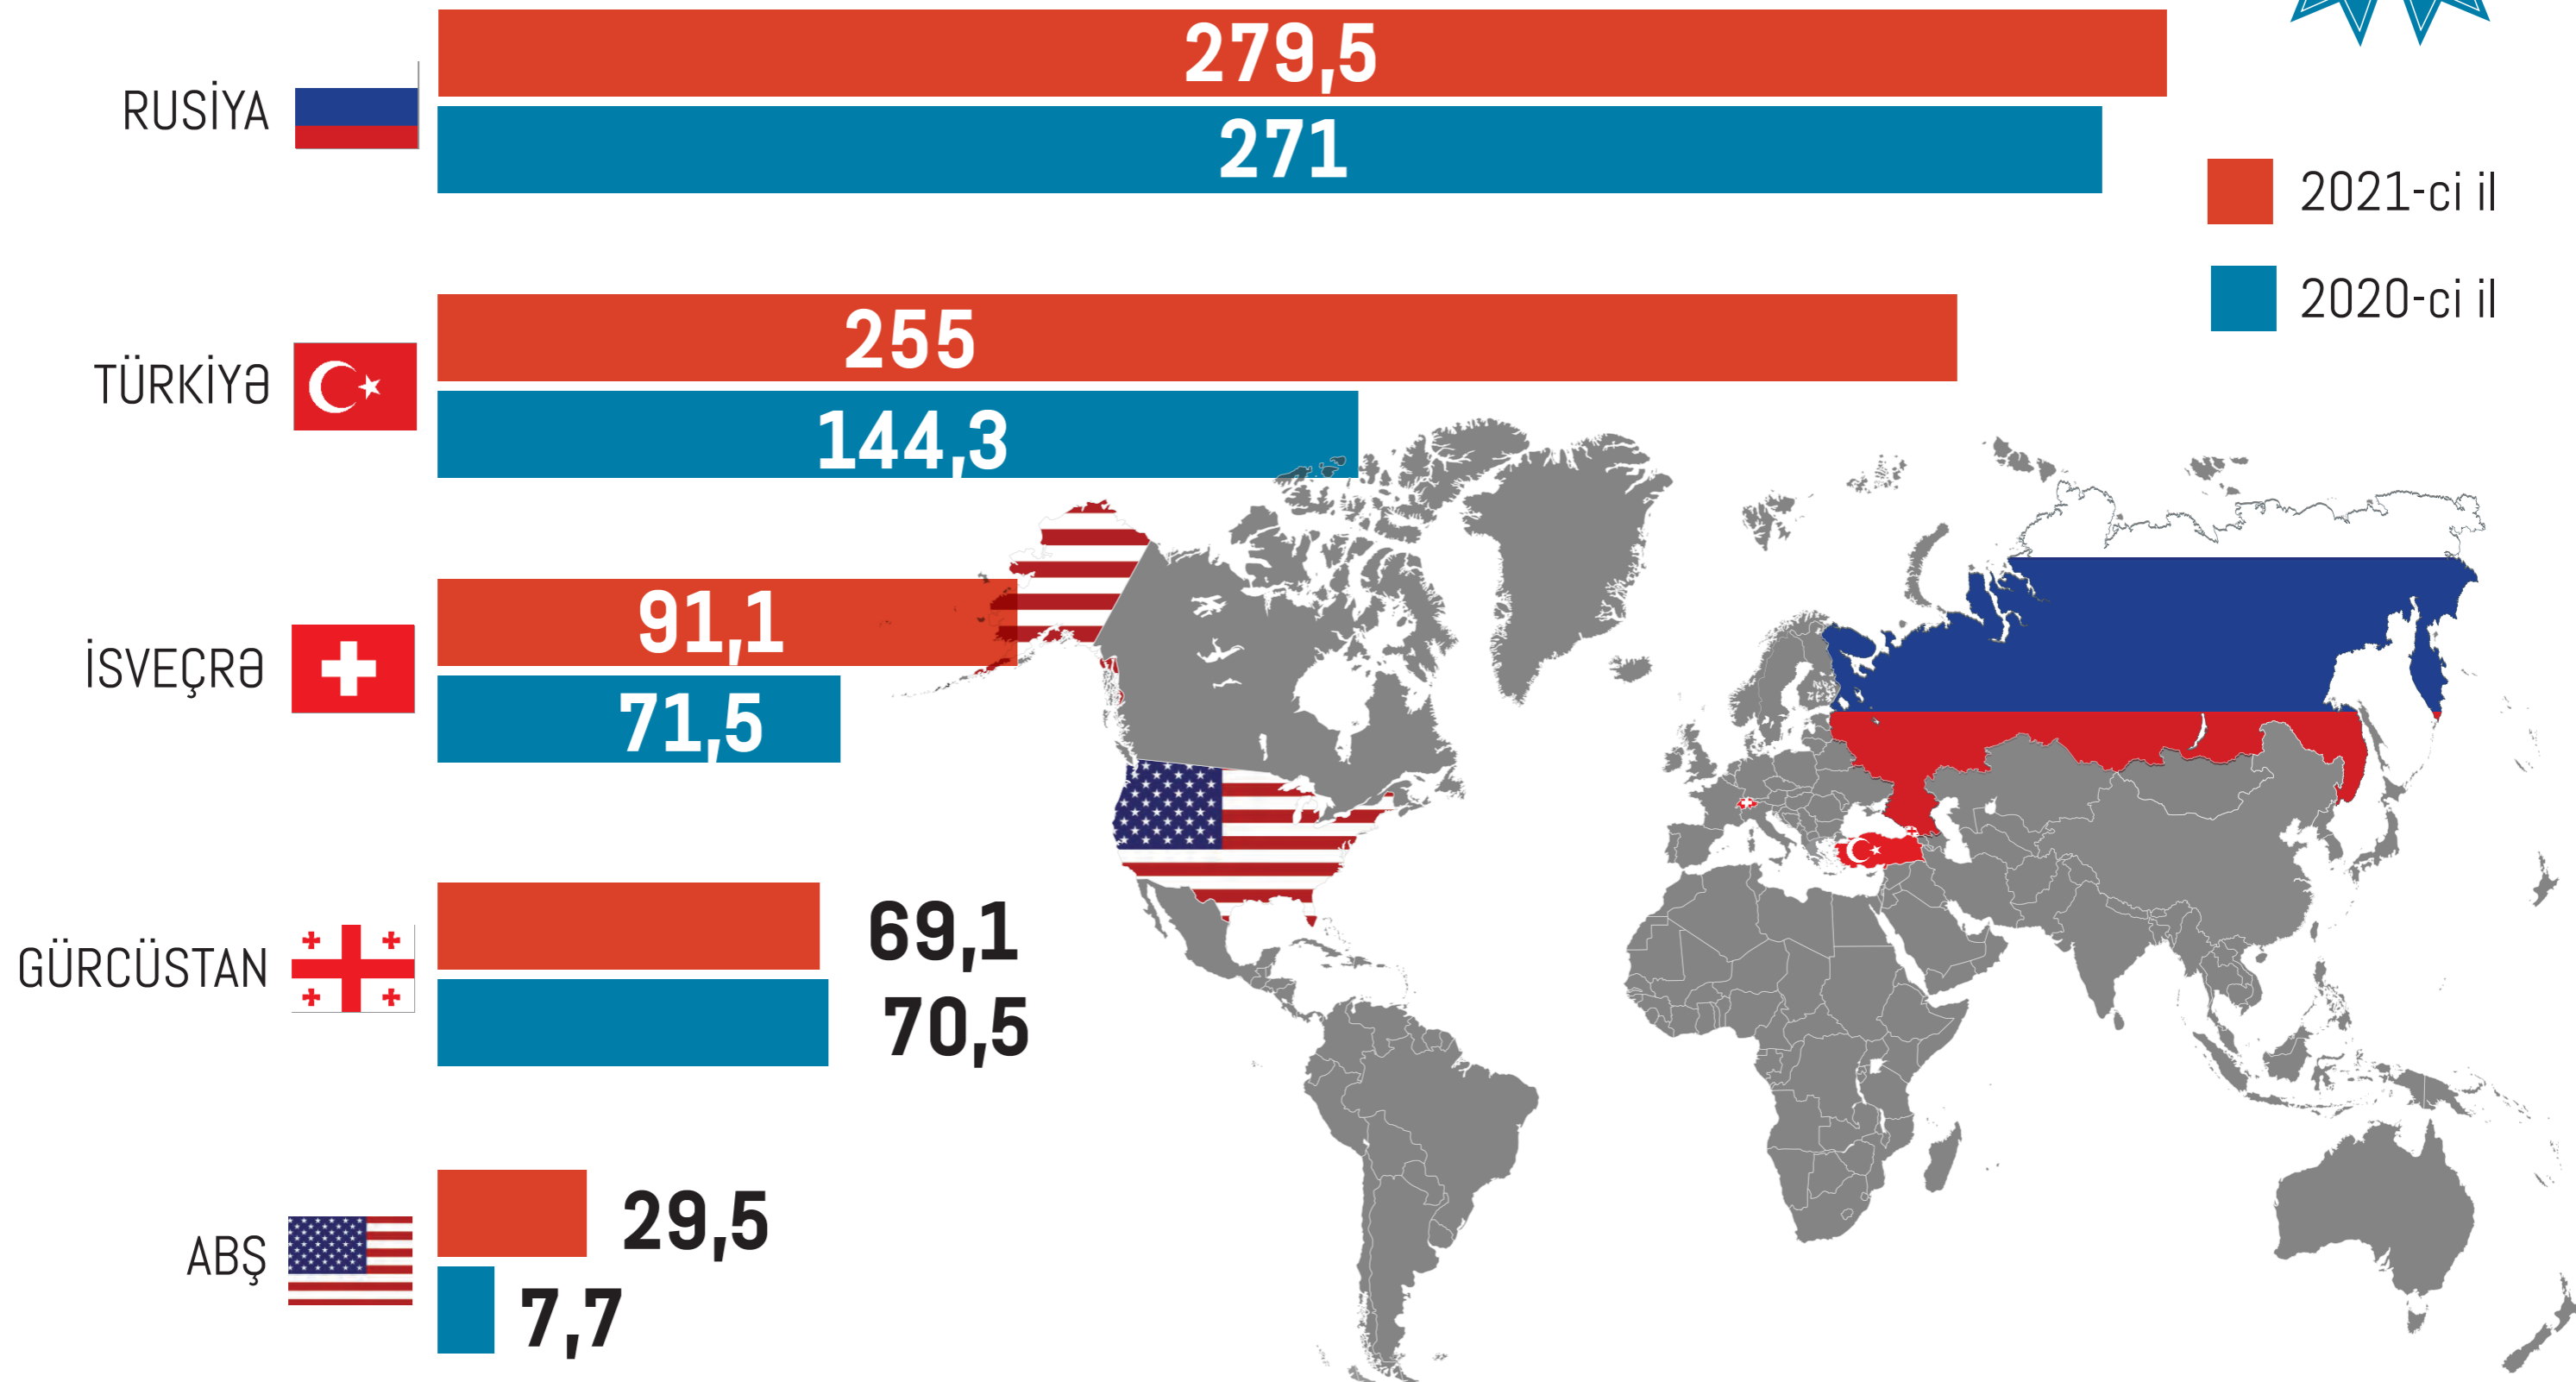 279,5
RUSİYA
271
2021-ci il
2020-ci il
255
TÜRKİYƏ
144,3
91,1
İSVEÇRƏ
71,5
69,1
GÜRCÜSTAN
70,5
29,5
ABŞ
7,7